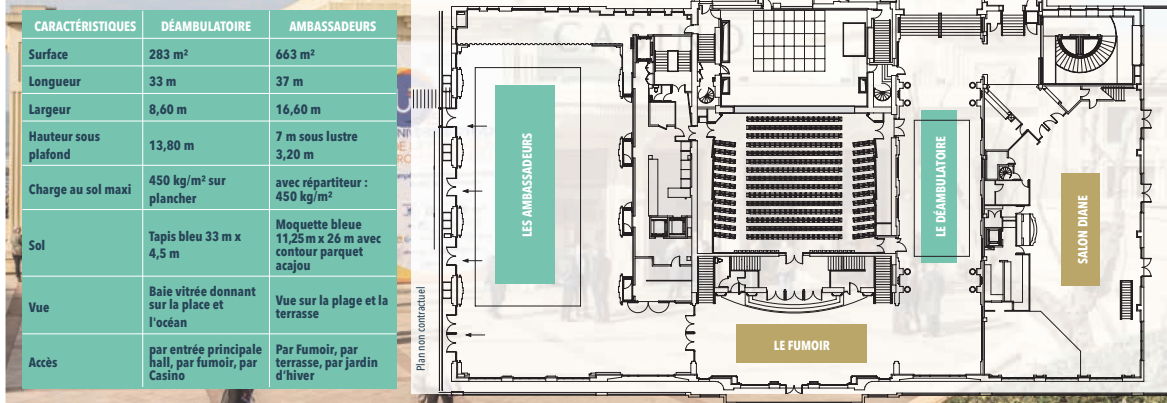 CARACTÉRISTIQUES DÉAMBULATOIRE AMBASSADEURS
Surface 283 m² 663 m²
Longueur 33 m 37 m
Largeur 8,60 m 16,60 m
Hauteur sous
plafond
13,80 m
7 m sous lustre
3,20 m
Charge au sol maxi
450 kg/m² sur
plancher
avec répartiteur :
450 kg/m²
Sol
Tapis bleu 33 m x
4,5 m
Moquette bleue
11,25 m x 26 m avec
contour parquet
acajou
Vue
Baie vitrée donnant
sur la place et
l'océan
Vue sur la plage et la
terrasse
Accès
par entrée principale
hall, par fumoir, par
Casino
Par Fumoir, par
terrasse, par jardin
d'hiver
Plan non contractuel
LES AMBASSADEURS
LE FUMOIR
LE DÉAMBULATOIRE
SALON DIANE
CASINO